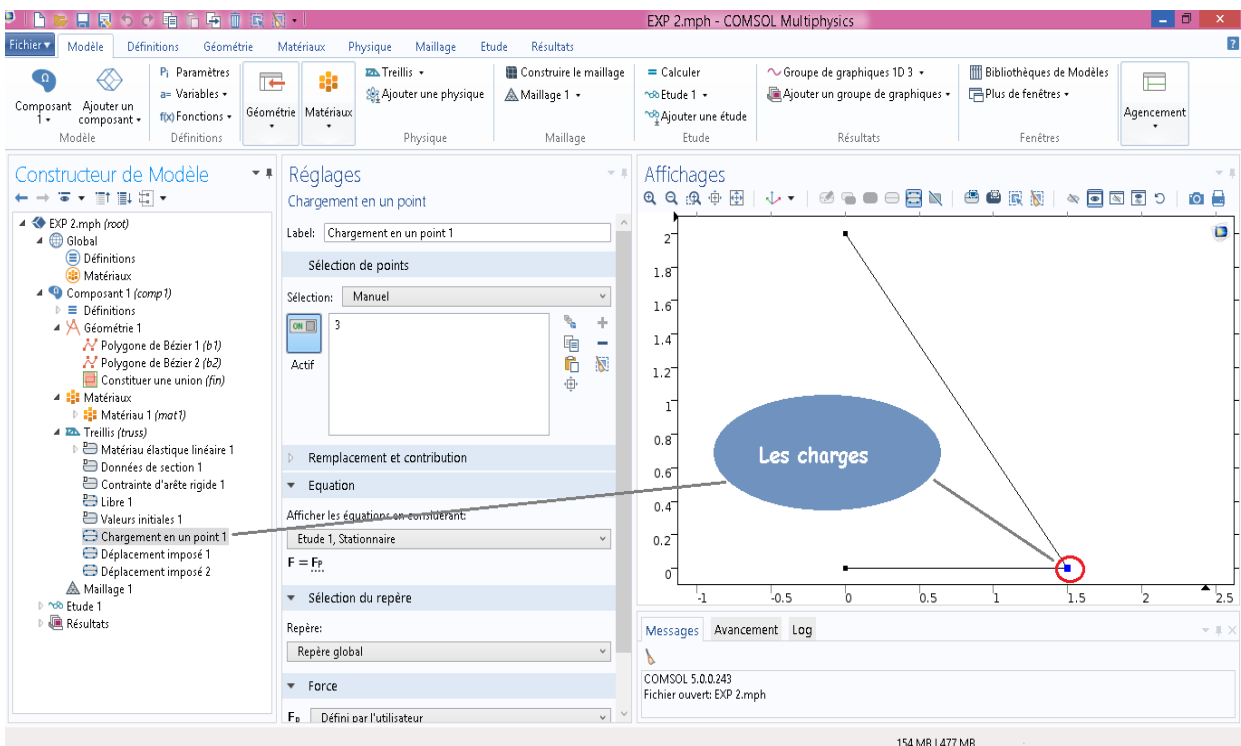 EXP 2.mph - COMSOL Multiphysics
Fichier Modèle Définitions Géométrie Matériaux Physique Maillage Etude Résultats
Composant 1
Ajouter un composant
Modèle
Pi Paramètres
a= Variables
f(x) Fonctions
Définitions
Géométrie
Matériaux
Treillis
Ajouter une physique
Physique
Construire le maillage
Maillage 1
Maillage
= Calculer
Etude 1
Ajouter une étude
Etude
Groupe de graphiques 1D 3
Ajouter un groupe de graphiques
Résultats
Bibliothèques de Modèles
Plus de fenêtres
Fenêtres
Agencement
Constructeur de Modèle
EXP 2.mph (root)
Global
Définitions
Matériaux
Composant 1 (comp1)
Définitions
Géométrie 1
Polygone de Bézier 1 (b1)
Polygone de Bézier 2 (b2)
Constituer une union (fin)
Matériaux
Matériau 1 (mat1)
Treillis (truss)
Matériau élastique linéaire 1
Données de section 1
Contrainte d'arête rigide 1
Libre 1
Valeurs initiales 1
Chargement en un point 1
Déplacement imposé 1
Déplacement imposé 2
Maillage 1
Etude 1
Résultats
Réglages
Chargement en un point
Label: Chargement en un point 1
Sélection de points
Sélection: Manuel
ON
Actif
3
Remplacement et contribution
Equation
Afficher les équations en considérant:
Etude 1, Stationnaire
F = FP
Sélection du repère
Repère:
Repère global
Force
FP Défini par l'utilisateur
Affichages
2
1.8
1.6
1.4
1.2
1
0.8
0.6
0.4
0.2
0
-1 -0.5 0 0.5 1 1.5 2 2.5
Les charges
Messages Avancement Log
COMSOL 5.0.0.243
Fichier ouvert: EXP 2.mph
154 MB | 477 MB